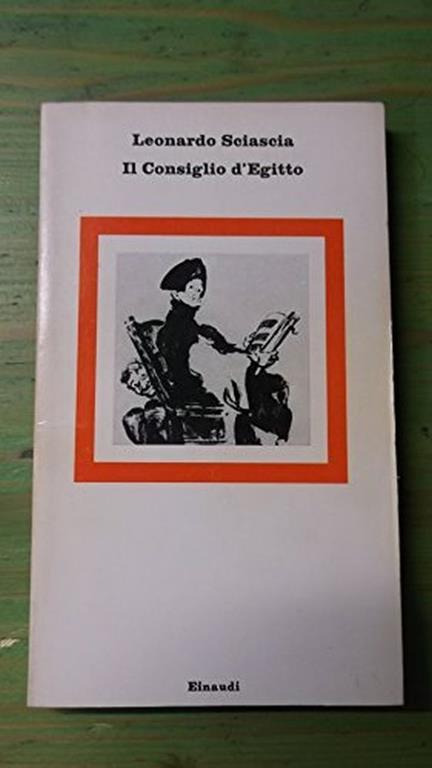 Leonardo Sciascia
Il Consiglio d'Egitto
Einaudi